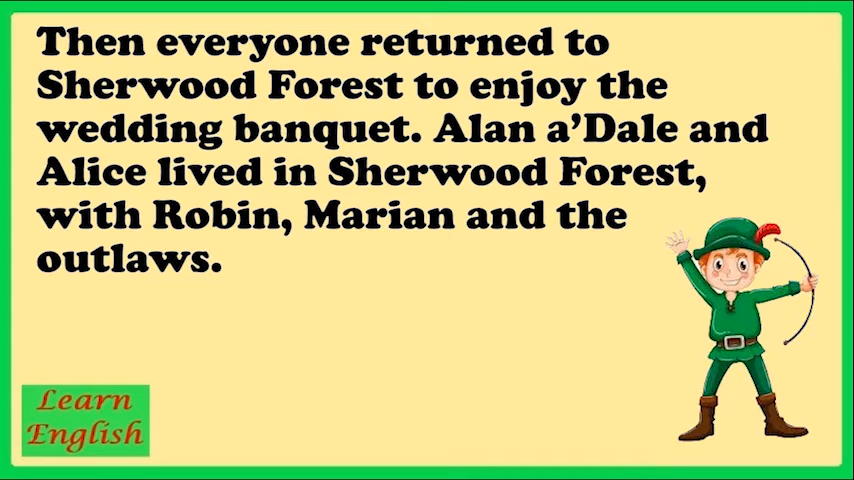 Then everyone returned to
Sherwood Forest to enjoy the
wedding banquet. Alan a’Dale and
Alice lived in Sherwood Forest,
with Robin, Marian and the
outlaws.
Learn
English